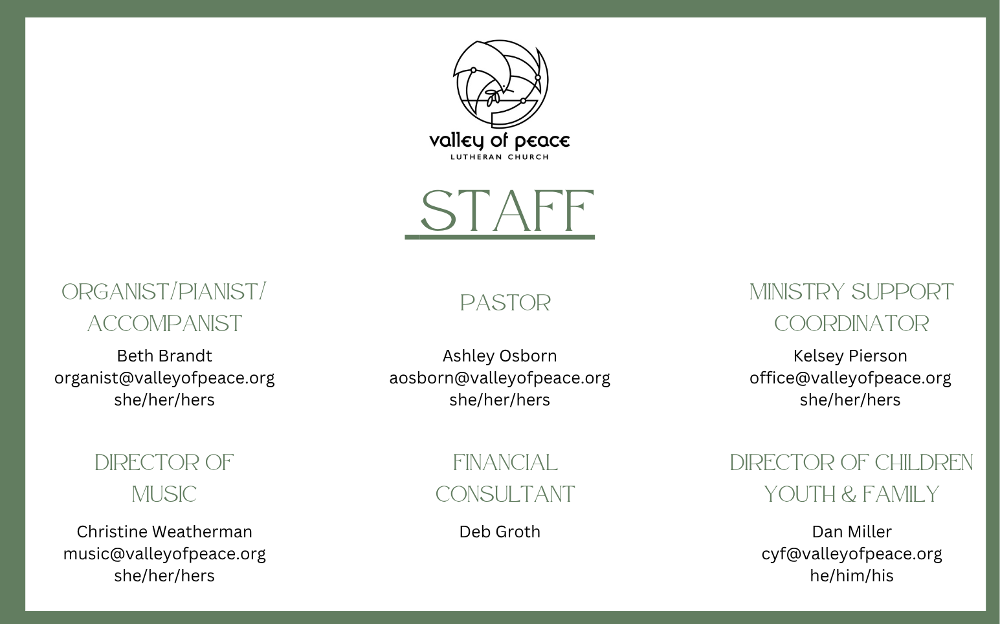 valley of peace
LUTHERAN CHURCH
STAFF
ORGANIST/PIANIST/
ACCOMPANIST
Beth Brandt
organist@valleyofpeace.org
she/her/hers
PASTOR
Ashley Osborn
aosborn@valleyofpeace.org
she/her/hers
MINISTRY SUPPORT
COORDINATOR
Kelsey Pierson
office@valleyofpeace.org
she/her/hers
DIRECTOR OF
MUSIC
Christine Weatherman
music@valleyofpeace.org
she/her/hers
FINANCIAL
CONSULTANT
Deb Groth
DIRECTOR OF CHILDREN
YOUTH & FAMILY
Dan Miller
cyf@valleyofpeace.org
he/him/his